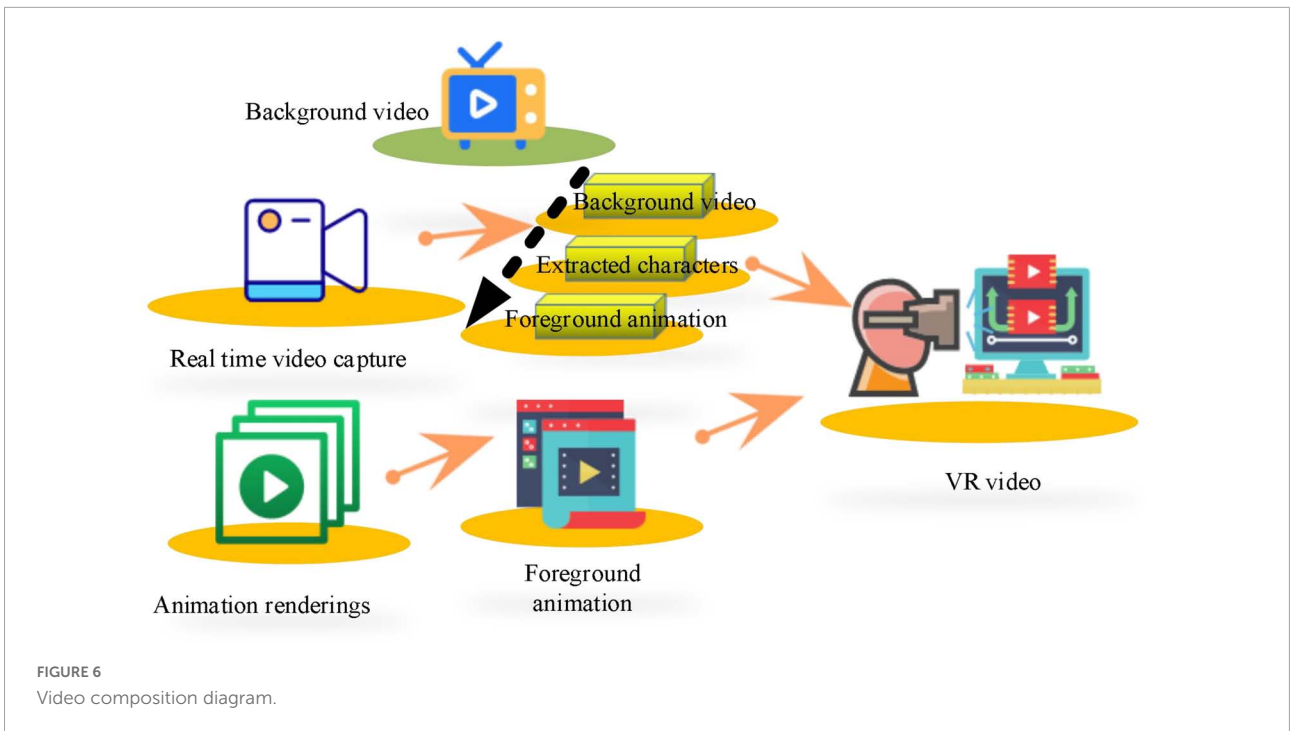 Background video
Background video
Extracted characters
Foreground animation
Real time video capture
VR video
Foreground
animation
Animation renderings
FIGURE 6
Video composition diagram.